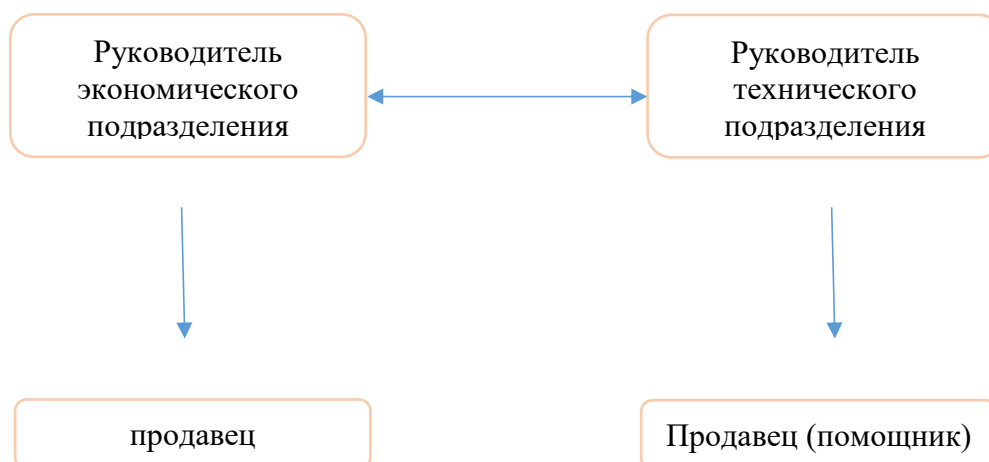 Руководитель
экономического
подразделения
Руководитель
технического
подразделения
продавец
Продавец (помощник)